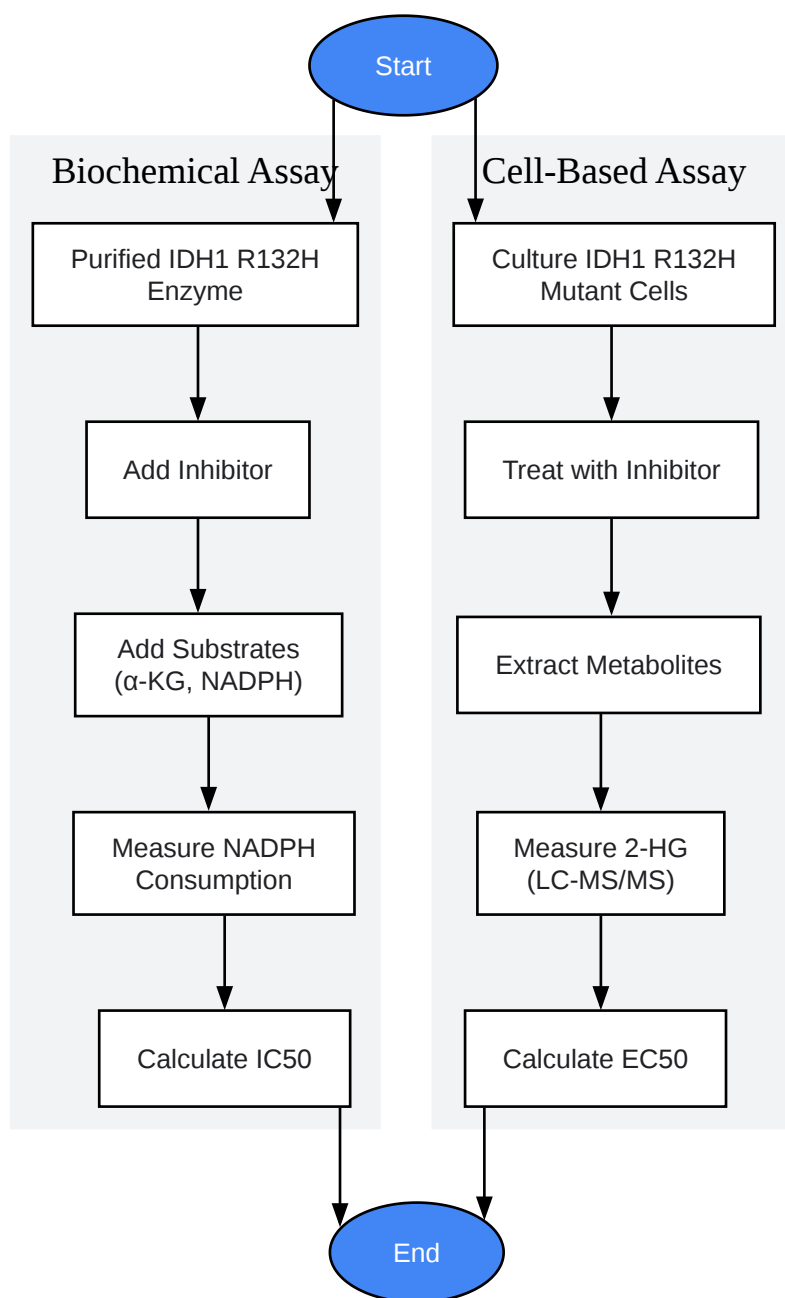 Start
Biochemical Assay
Purified IDH1 R132H
Enzyme
Add Inhibitor
Add Substrates
(α-KG, NADPH)
Measure NADPH
Consumption
Calculate IC50
Cell-Based Assay
Culture IDH1 R132H
Mutant Cells
Treat with Inhibitor
Extract Metabolites
Measure 2-HG
(LC-MS/MS)
Calculate EC50
End